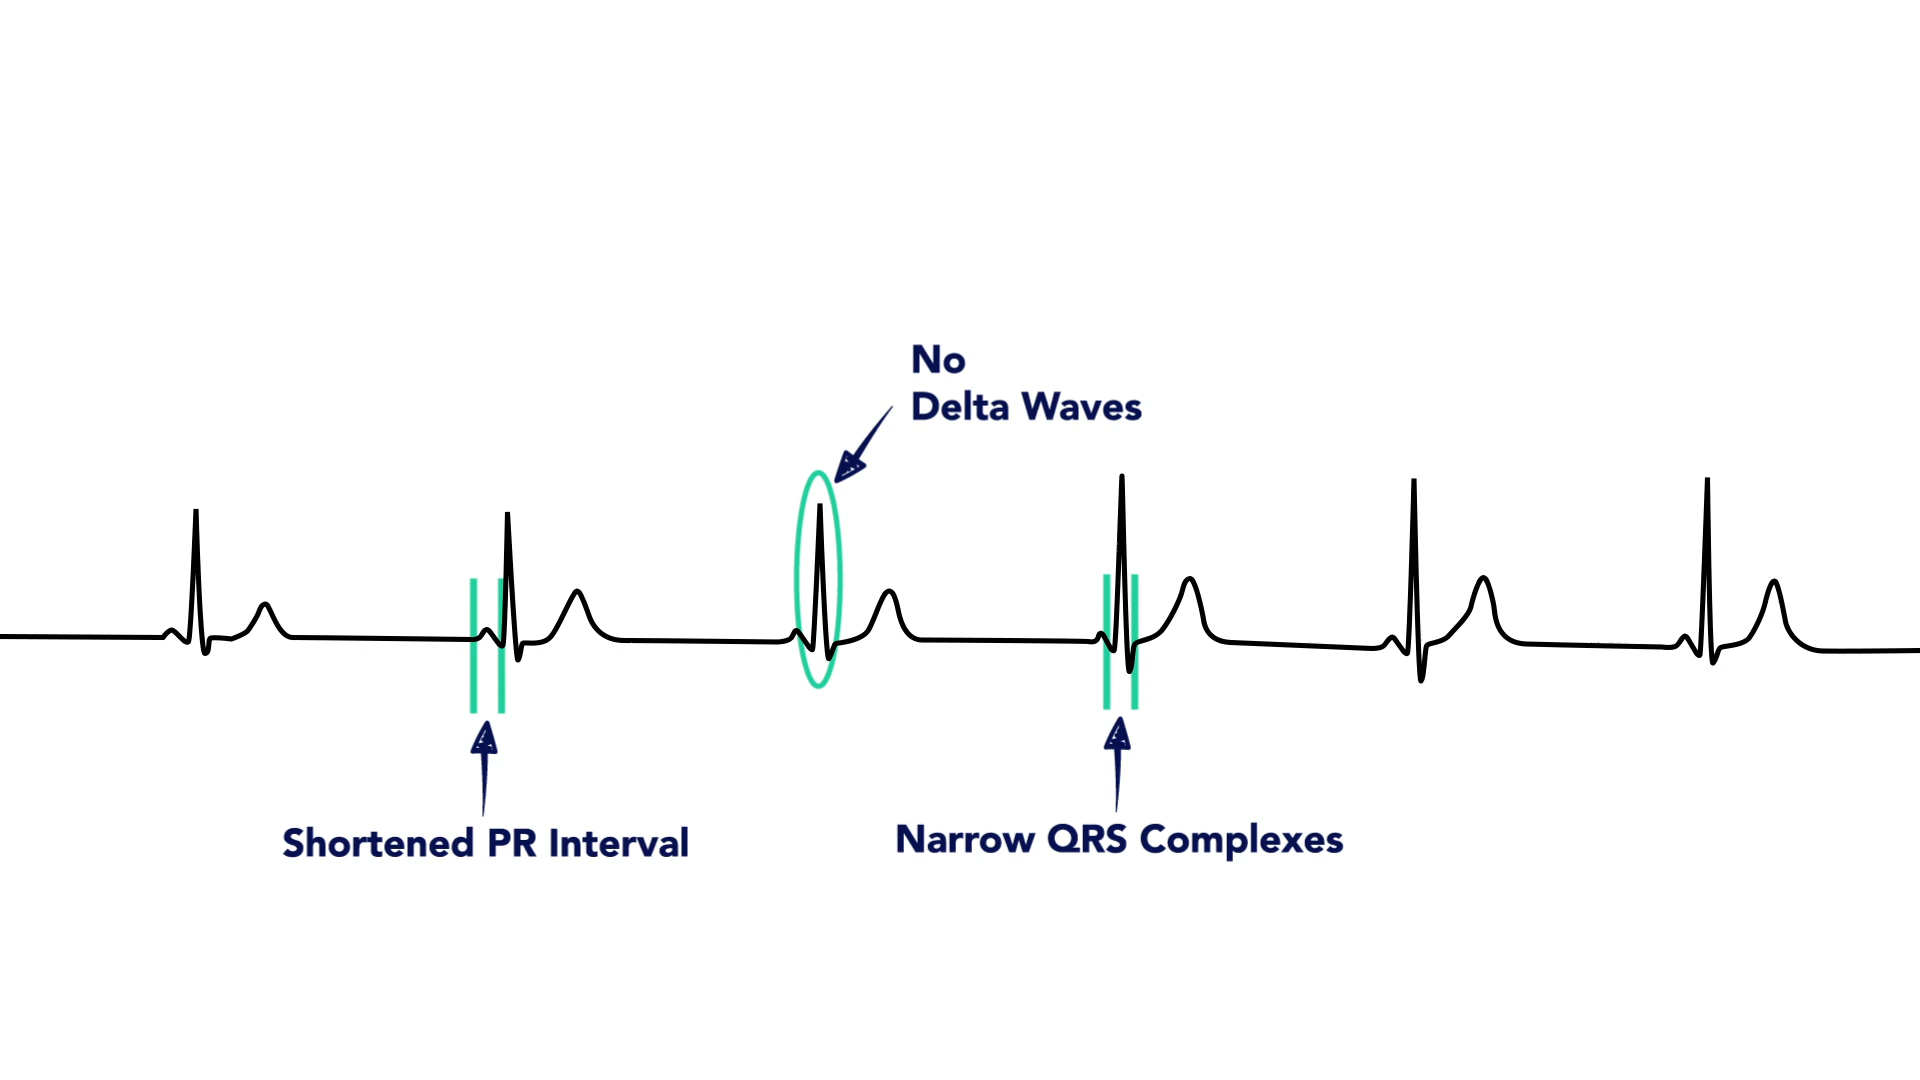 No
Delta Waves
Shortened PR Interval
Narrow QRS Complexes